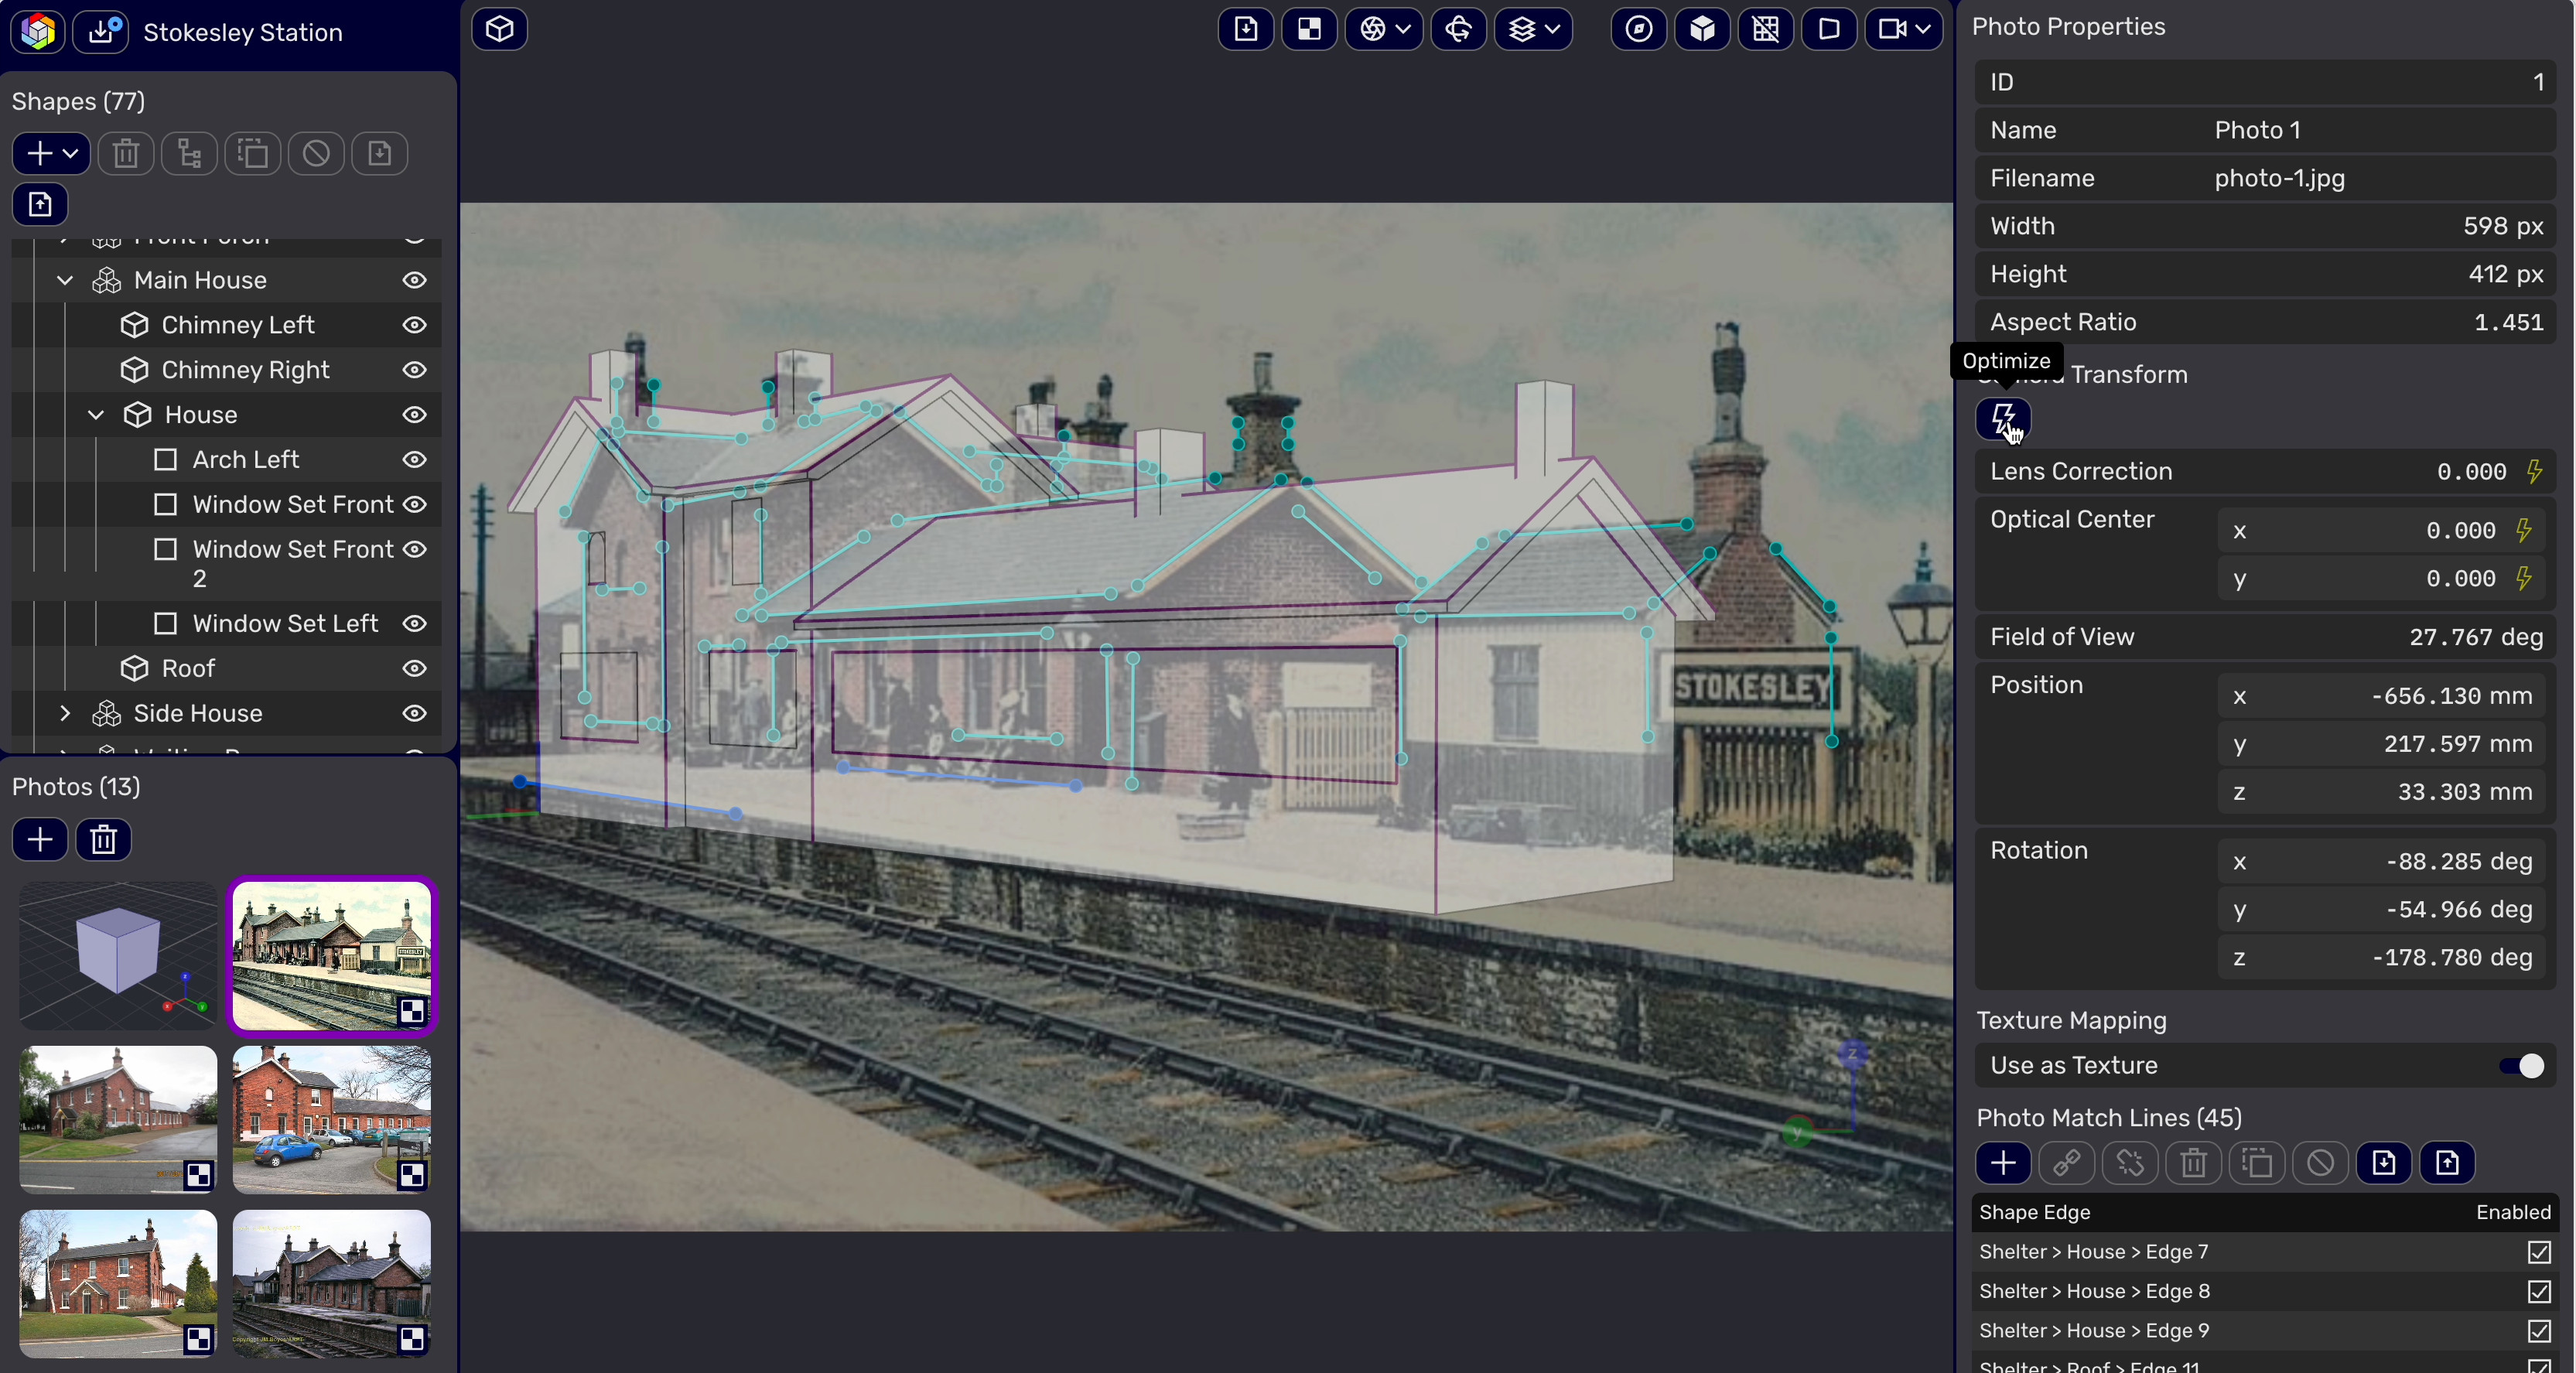 Stokesley Station
Shapes (77)
Main House
Chimney Left
Chimney Right
House
Arch Left
Window Set Front
Window Set Front
2
Window Set Left
Roof
Side House
Photos (13)
STOKESLEY
z
y
Photo Properties
ID 1
Name Photo 1
Filename photo-1.jpg
Width 598 px
Height 412 px
Aspect Ratio 1.451
Optimize
Transform
Lens Correction 0.000
Optical Center x 0.000
y 0.000
Field of View 27.767 deg
Position x -656.130 mm
y 217.597 mm
z 33.303 mm
Rotation x -88.285 deg
y -54.966 deg
z -178.780 deg
Texture Mapping
Use as Texture
Photo Match Lines (45)
Shape Edge Enabled
Shelter > House > Edge 7
Shelter > House > Edge 8
Shelter > House > Edge 9
Shelter > Roof > Edge 11